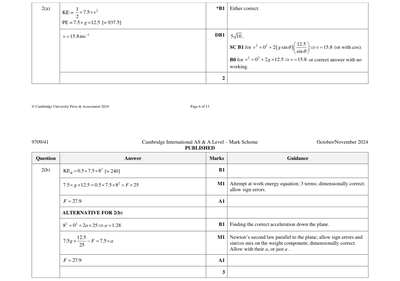 2(a)
KE = 1/2 × 7.5 × v²
*B1
Either correct.
PE = 7.5 × g × 12.5 [= 937.5]
v = 15.8 ms⁻¹
DB1
5√10.
SC B1 for v² = 0² + 2(g sinθ)(12.5/sinθ) ⇒ v = 15.8 (or with cos).
B0 for v² = 0² + 2g × 12.5 ⇒ v = 15.8 or correct answer with no
working.
2
© Cambridge University Press & Assessment 2024
Page 6 of 13
9709/41
Cambridge International AS & A Level – Mark Scheme
October/November 2024
PUBLISHED
Question
Answer
Marks
Guidance
2(b)
= 0.5 × 7.5 × 8² [= 240]
B1
7.5 × g × 12.5 = 0.5 × 7.5 × 8² + F × 25
M1
Attempt at work energy equation; 3 terms; dimensionally correct;
allow sign errors.
F = 27.9
A1
ALTERNATIVE FOR 2(b)
8² = 0² + 2a × 25 ⇒ a = 1.28
B1
Finding the correct acceleration down the plane.
7.5g × 12.5/25 − F = 7.5 × a
M1
Newton's second law parallel to the plane; allow sign errors and
sin/cos mix on the weight component; dimensionally correct.
Allow with their a, or just a.
F = 27.9
A1
3